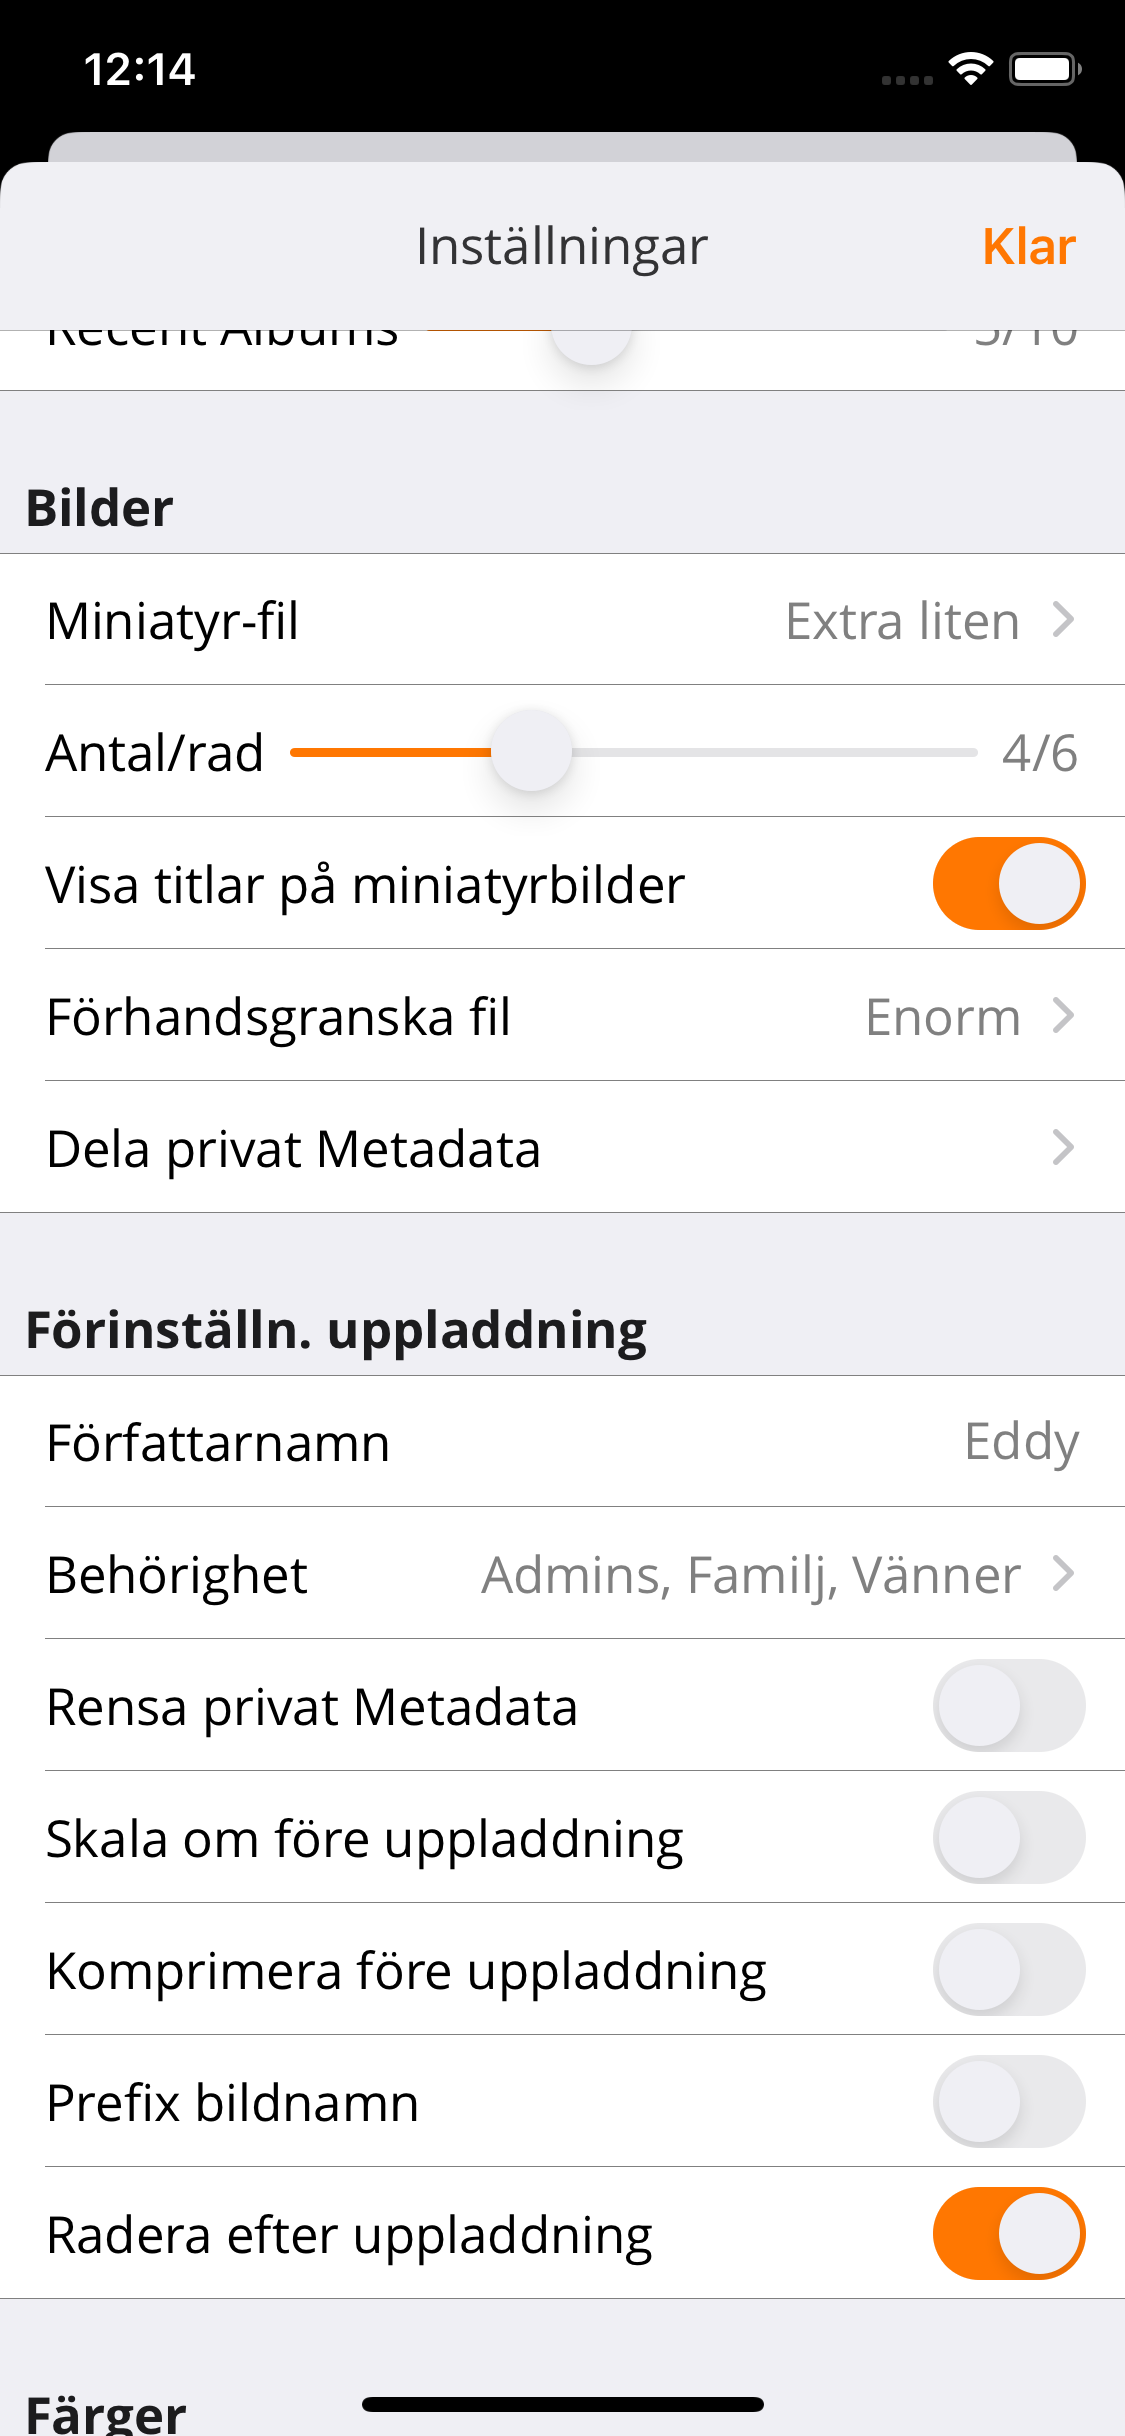 12:14
Inställningar
Klar
Recent Albums
Bilder
Miniatyr-fil
Extra liten
Antal/rad
4/6
Visa titlar på miniatyrbilder
Förhandsgranska fil
Enorm
Dela privat Metadata
Förinställn. uppladdning
Författarnamn
Eddy
Behörighet
Admins, Familj, Vänner
Rensa privat Metadata
Skala om före uppladdning
Komprimera före uppladdning
Prefix bildnamn
Radera efter uppladdning
Färger